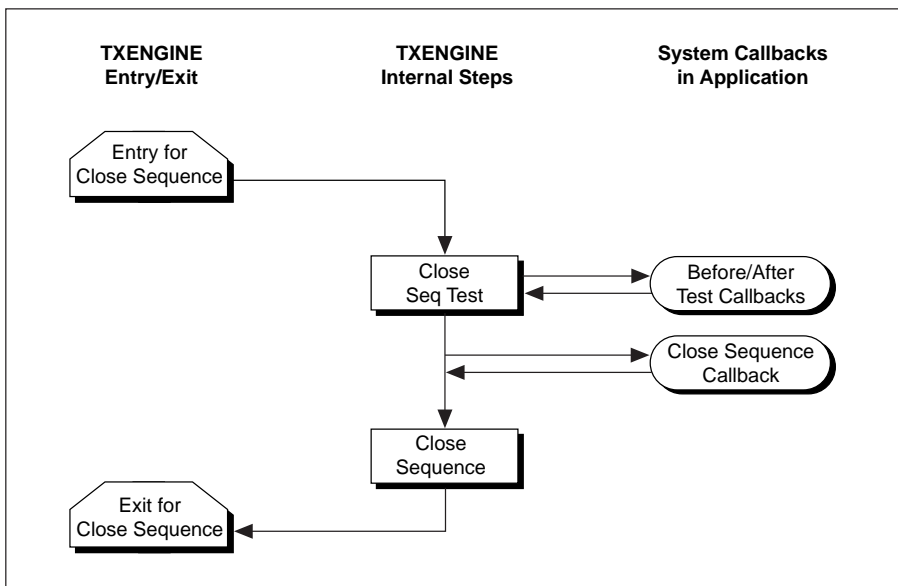 TXENGINE
Entry/Exit
TXENGINE
Internal Steps
System Callbacks
in Application
Entry for
Close Sequence
Close
Seq Test
Before/After
Test Callbacks
Close Sequence
Callback
Close
Sequence
Exit for
Close Sequence